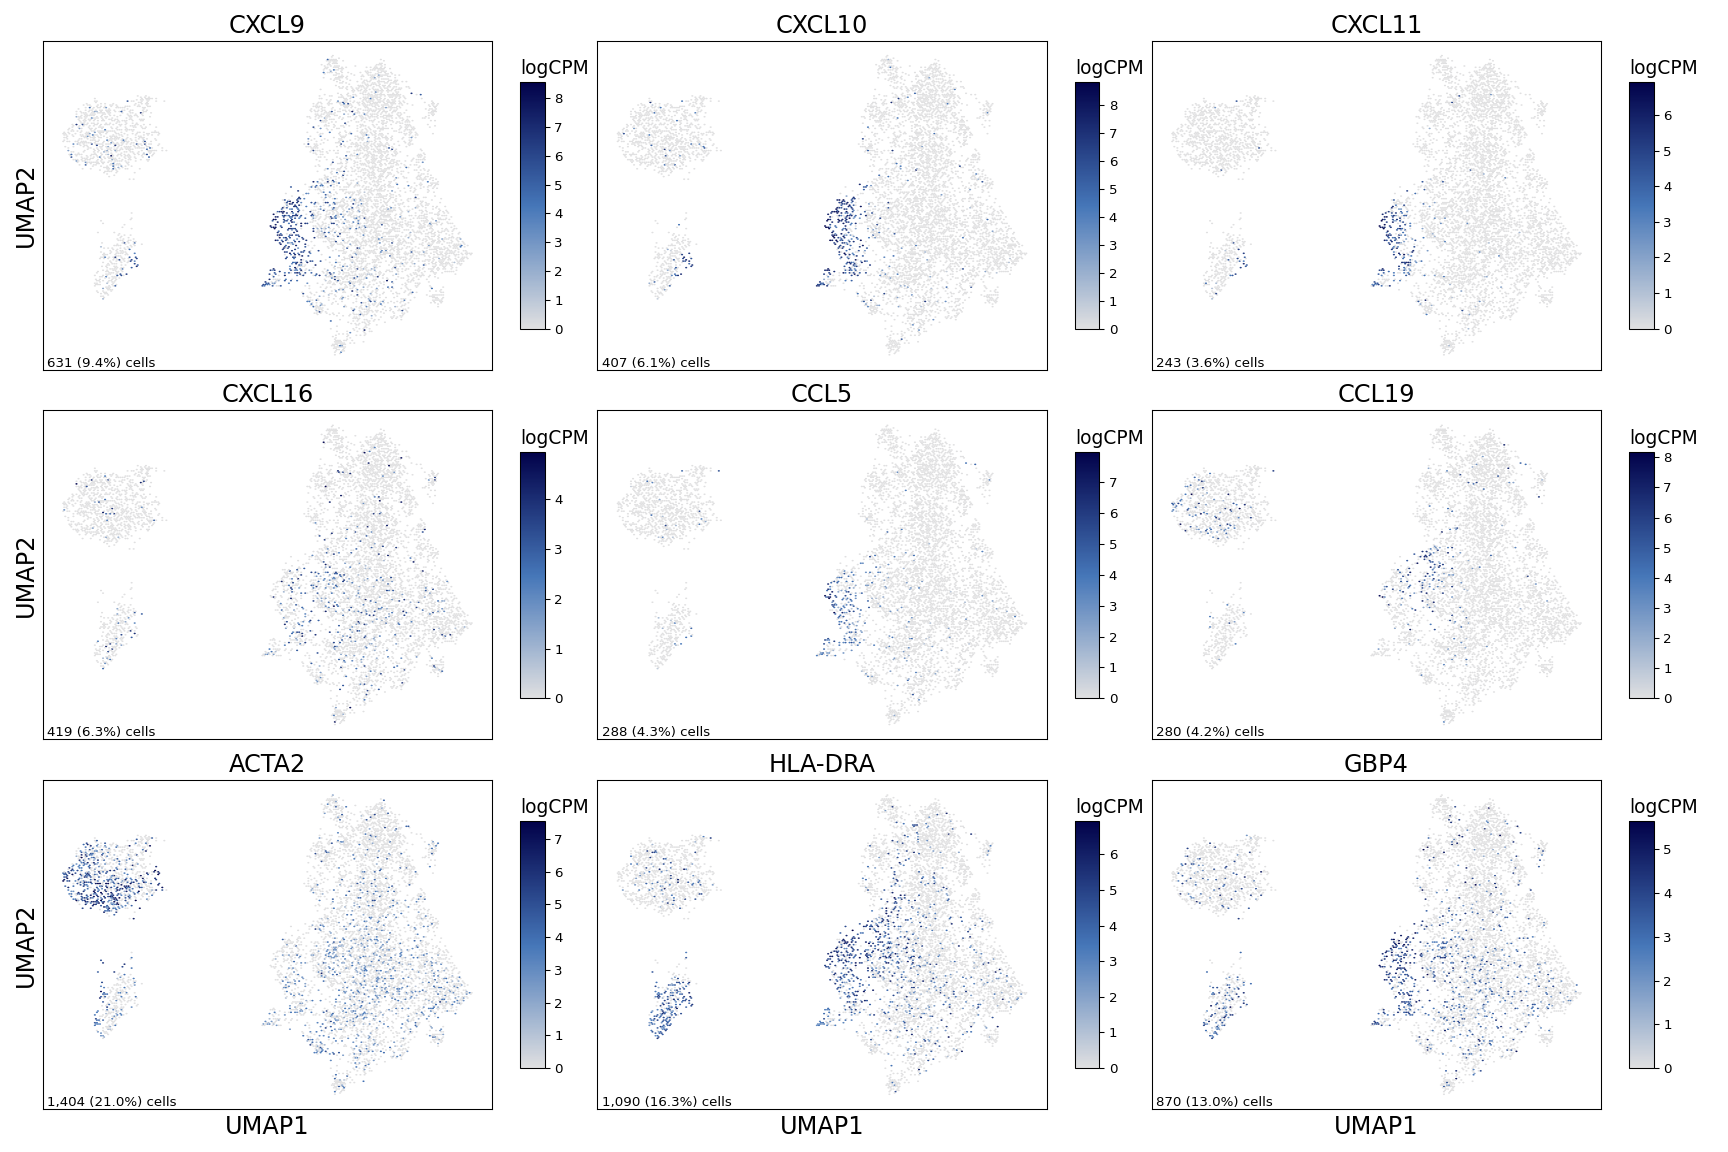 CXCL9
CXCL10
CXCL11
UMAP2
logCPM
8
7
6
5
4
3
2
1
0
631 (9.4%) cells
logCPM
8
7
6
5
4
3
2
1
0
407 (6.1%) cells
logCPM
6
5
4
3
2
1
0
243 (3.6%) cells
CXCL16
CCL5
CCL19
UMAP2
logCPM
4
3
2
1
0
419 (6.3%) cells
logCPM
7
6
5
4
3
2
1
0
288 (4.3%) cells
logCPM
8
7
6
5
4
3
2
1
0
280 (4.2%) cells
ACTA2
HLA-DRA
GBP4
UMAP2
logCPM
7
6
5
4
3
2
1
0
1,404 (21.0%) cells
logCPM
6
5
4
3
2
1
0
1,090 (16.3%) cells
logCPM
5
4
3
2
1
0
870 (13.0%) cells
UMAP1
UMAP1
UMAP1